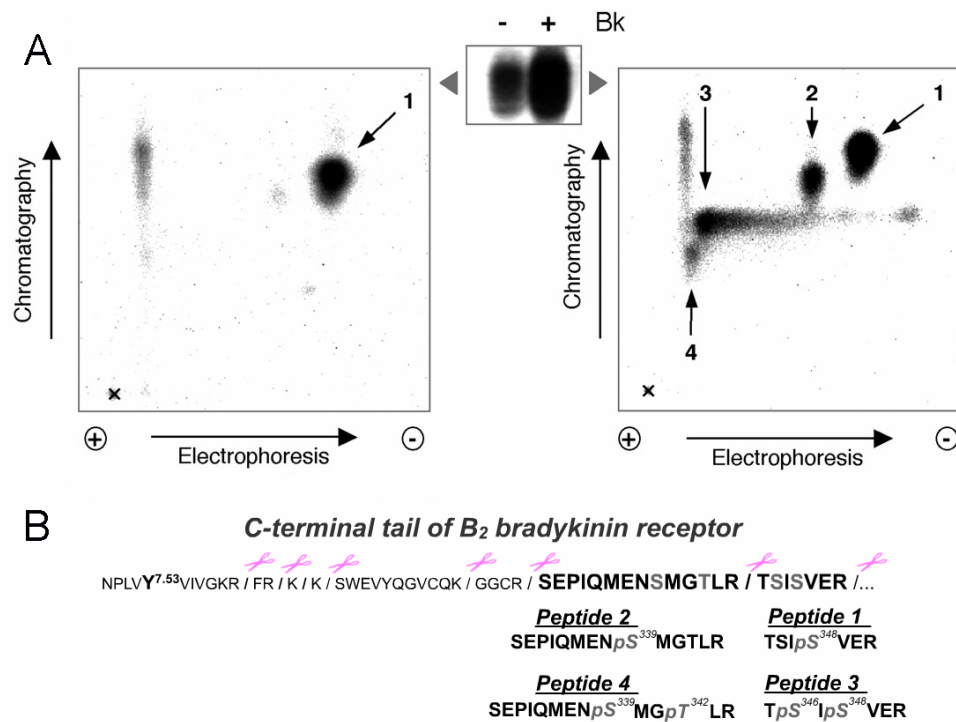 A
- + Bk
1
3 2 1
4
Chromatography
Chromatography
x
x
+ -
+ -
Electrophoresis
Electrophoresis
B
C-terminal tail of B2 bradykinin receptor
NPLVY7.53VIVGKR / FR / K / K / SWEVYQGVCQK / GGCR / SEPIQMENSMGTLR / TSISVER /...
Peptide 2 Peptide 1
SEPIQMENpS339MGTLR TSIpS348VER
Peptide 4 Peptide 3
SEPIQMENpS339MGpT342LR TpS346IpS348VER